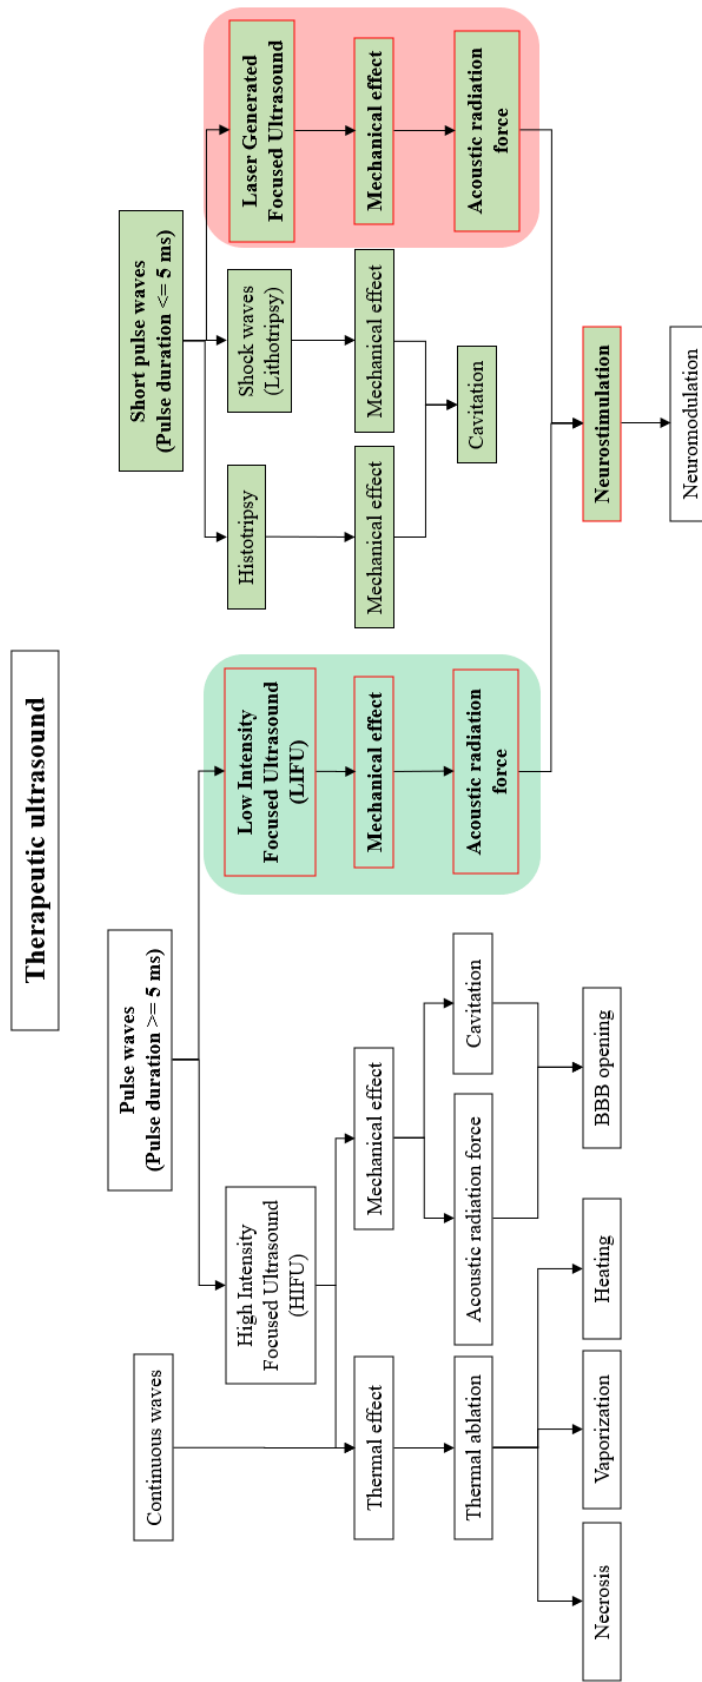 Therapeutic ultrasound
Continuous waves
Pulse waves
(Pulse duration >= 5 ms)
Short pulse waves
(Pulse duration <= 5 ms)
High Intensity
Focused Ultrasound
(HIFU)
Low Intensity
Focused Ultrasound
(LIFU)
Histotripsy
Shock waves
(Lithotripsy)
Laser Generated
Focused Ultrasound
Thermal effect
Mechanical effect
Mechanical effect
Mechanical effect
Mechanical effect
Mechanical effect
Thermal ablation
Acoustic radiation force
Cavitation
Acoustic radiation
force
Cavitation
Acoustic radiation
force
Necrosis
Vaporization
Heating
BBB opening
Neurostimulation
Neuromodulation